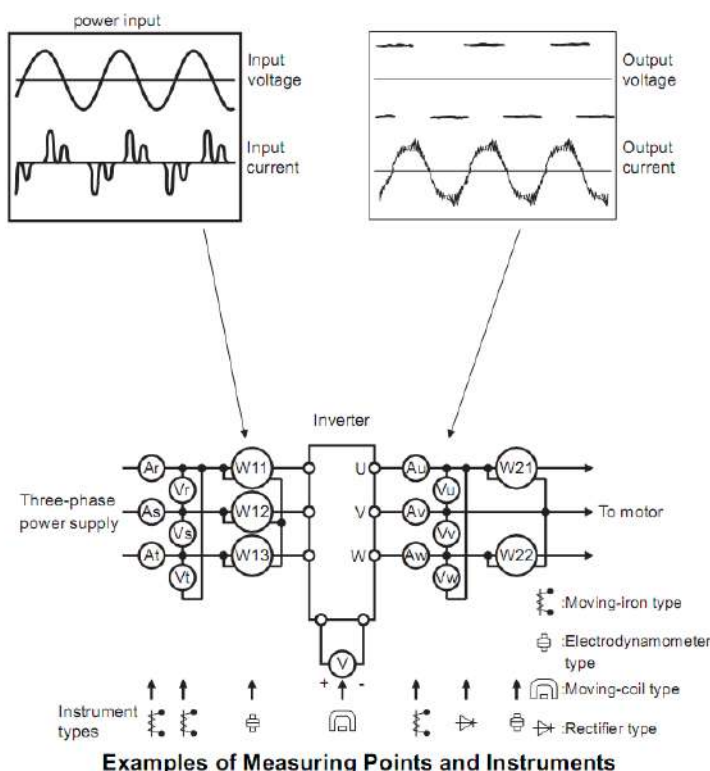 power input
Input
voltage
Input
current
Output
voltage
Output
current
Inverter
Ar
Vr
W11
U
Au
Vu
W21
Three-phase
power supply
As
Vs
W12
V
Av
Vv
To motor
At
Vt
W13
W
Aw
Vw
W22
V
+ -
:Moving-iron type
:Electrodynamometer
type
:Moving-coil type
:Rectifier type
Instrument
types
Examples of Measuring Points and Instruments